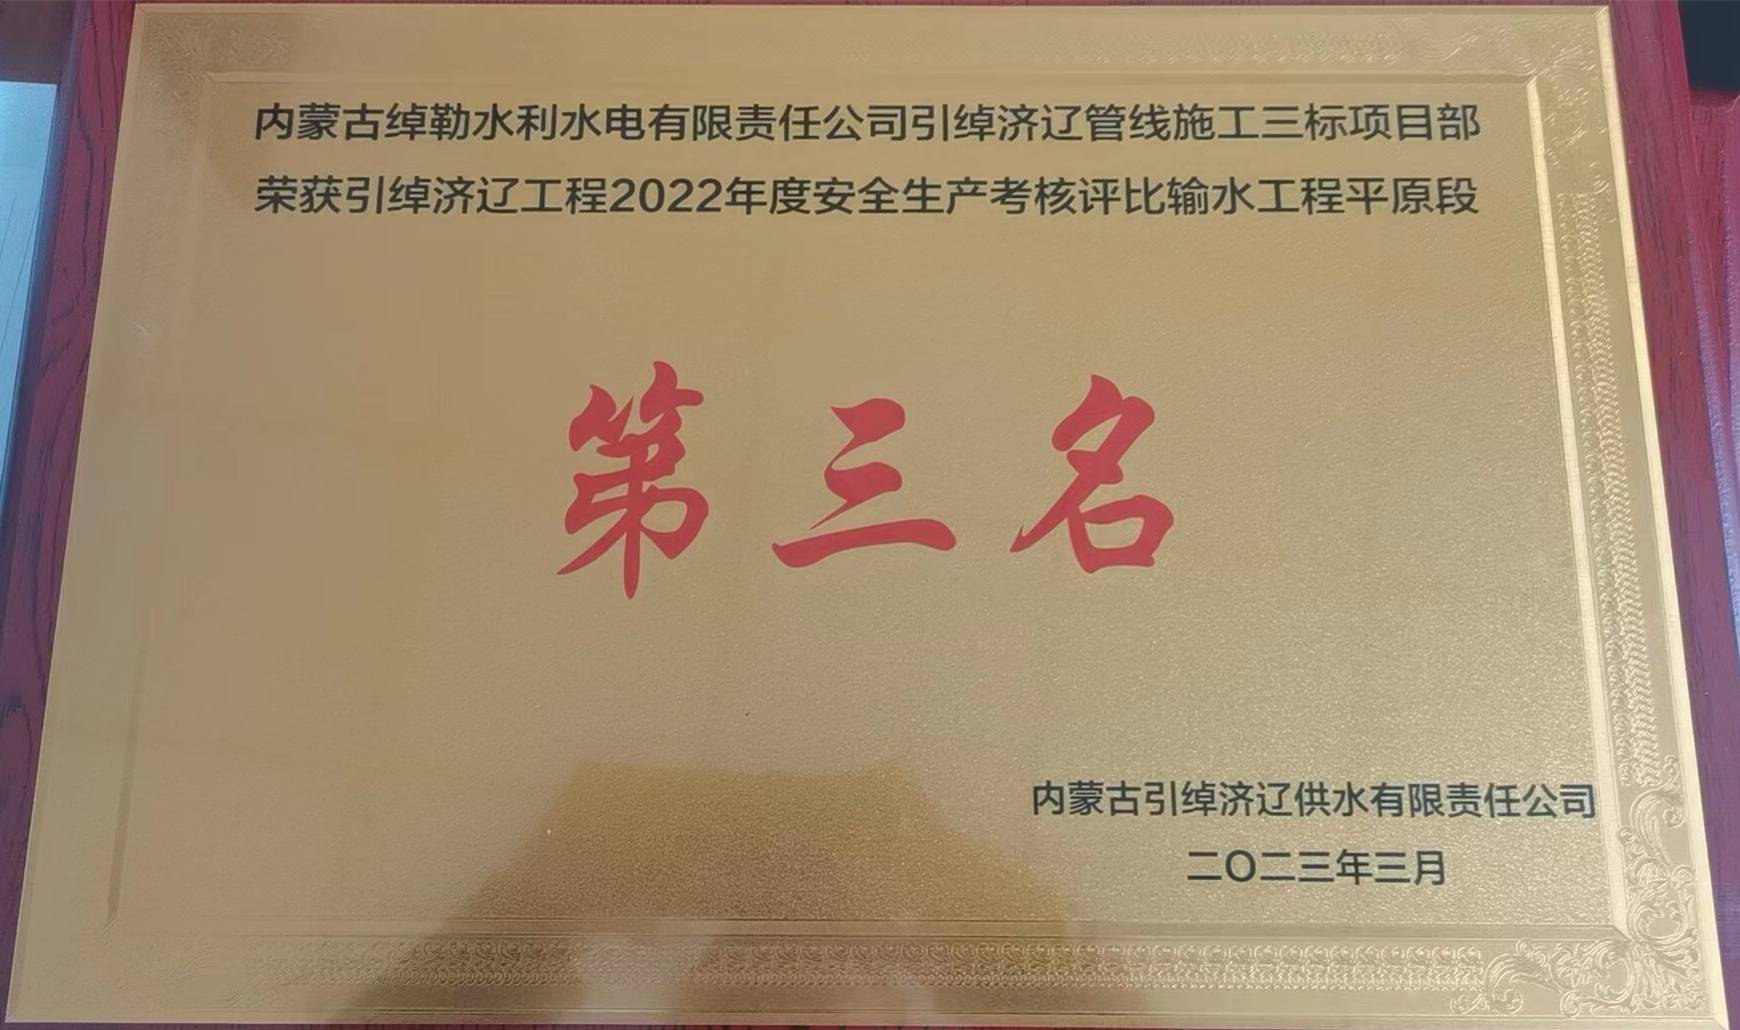 内蒙古绰勒水利水电有限责任公司引绰济辽管线施工三标项目部
荣获引绰济辽工程2022年度安全生产考核评比输水工程平原段
第三名
内蒙古引绰济辽供水有限责任公司
二〇二三年三月